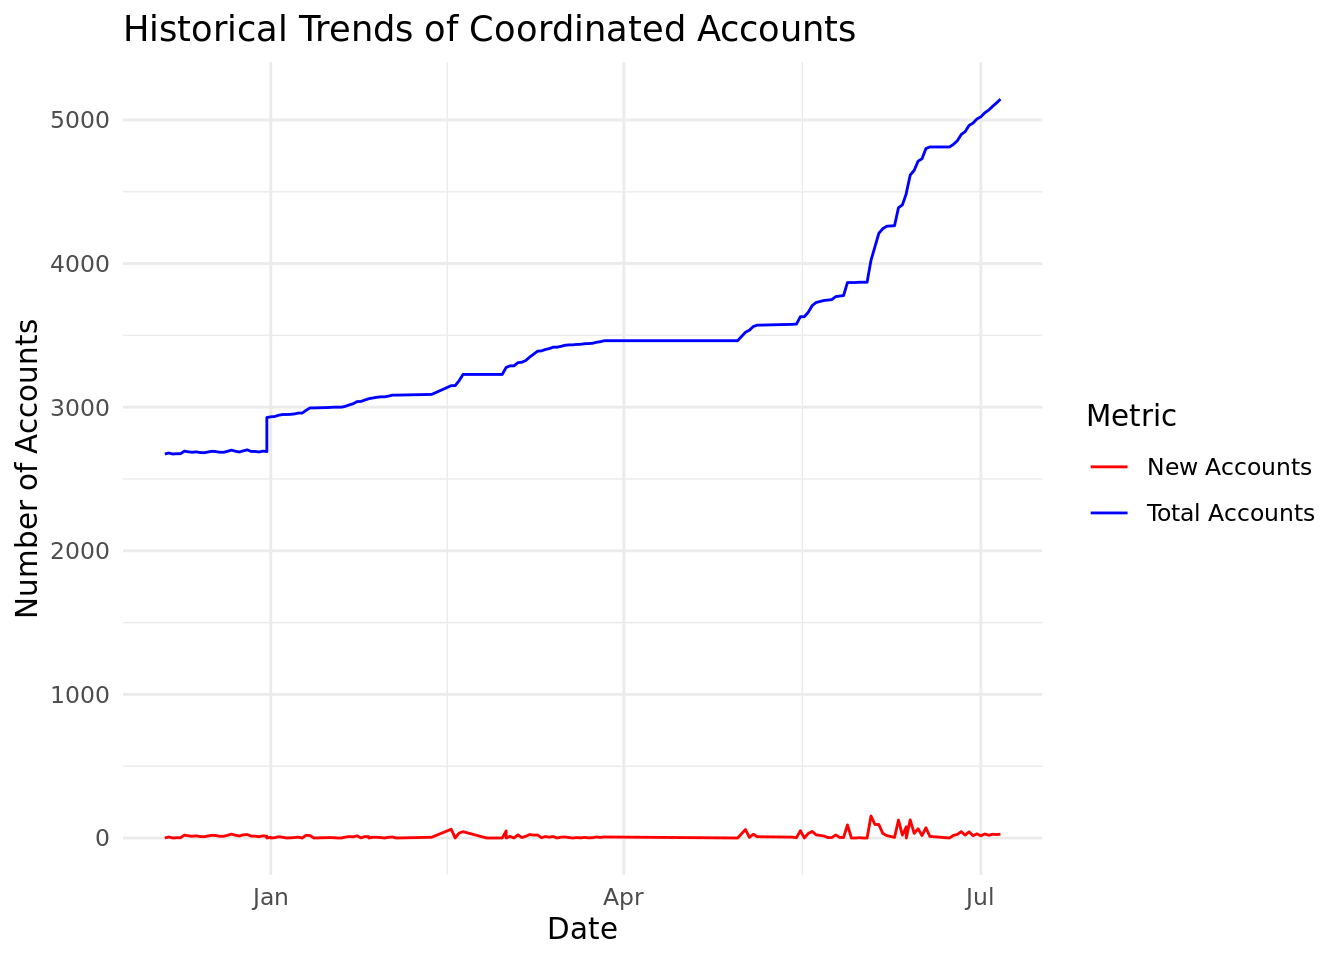 Historical Trends of Coordinated Accounts
Number of Accounts
5000
4000
3000
2000
1000
0
Jan
Apr
Jul
Date
Metric
New Accounts
Total Accounts